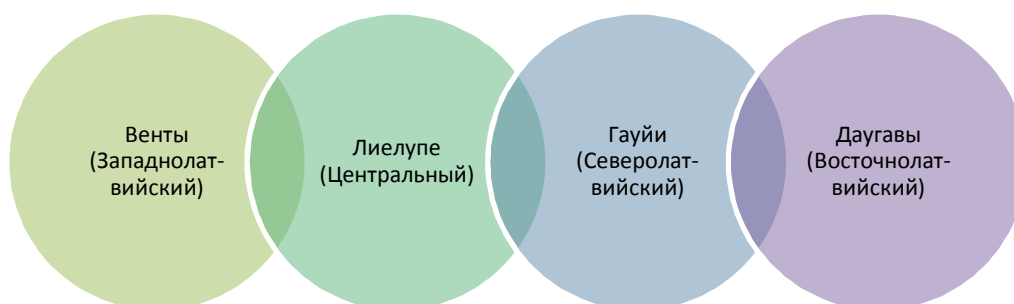 Венты
(Западнолат-
вийский)
Лиелупе
(Центральный)
Гауйи
(Северолат-
вийский)
Даугавы
(Восточнолат-
вийский)